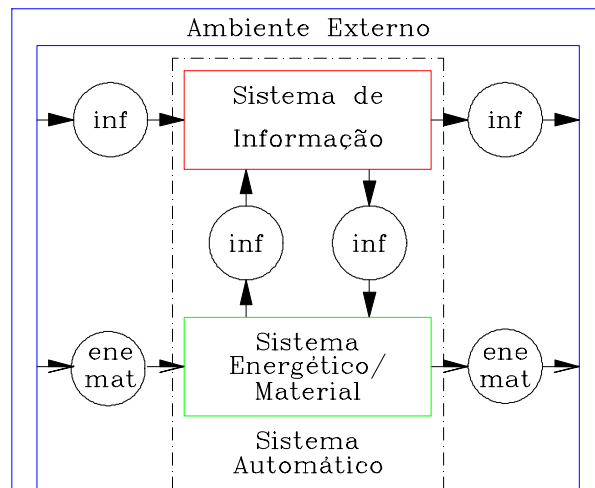 Ambiente Externo
inf
Sistema de
Informação
inf
inf
inf
ene
mat
Sistema
Energético/
Material
ene
mat
Sistema
Automático